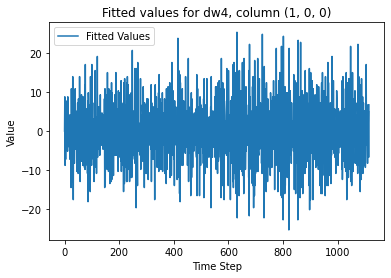 Fitted values for dw4, column (1, 0, 0)
Fitted Values
20
10
0
−10
−20
Value
0
200
400
600
800
1000
Time Step